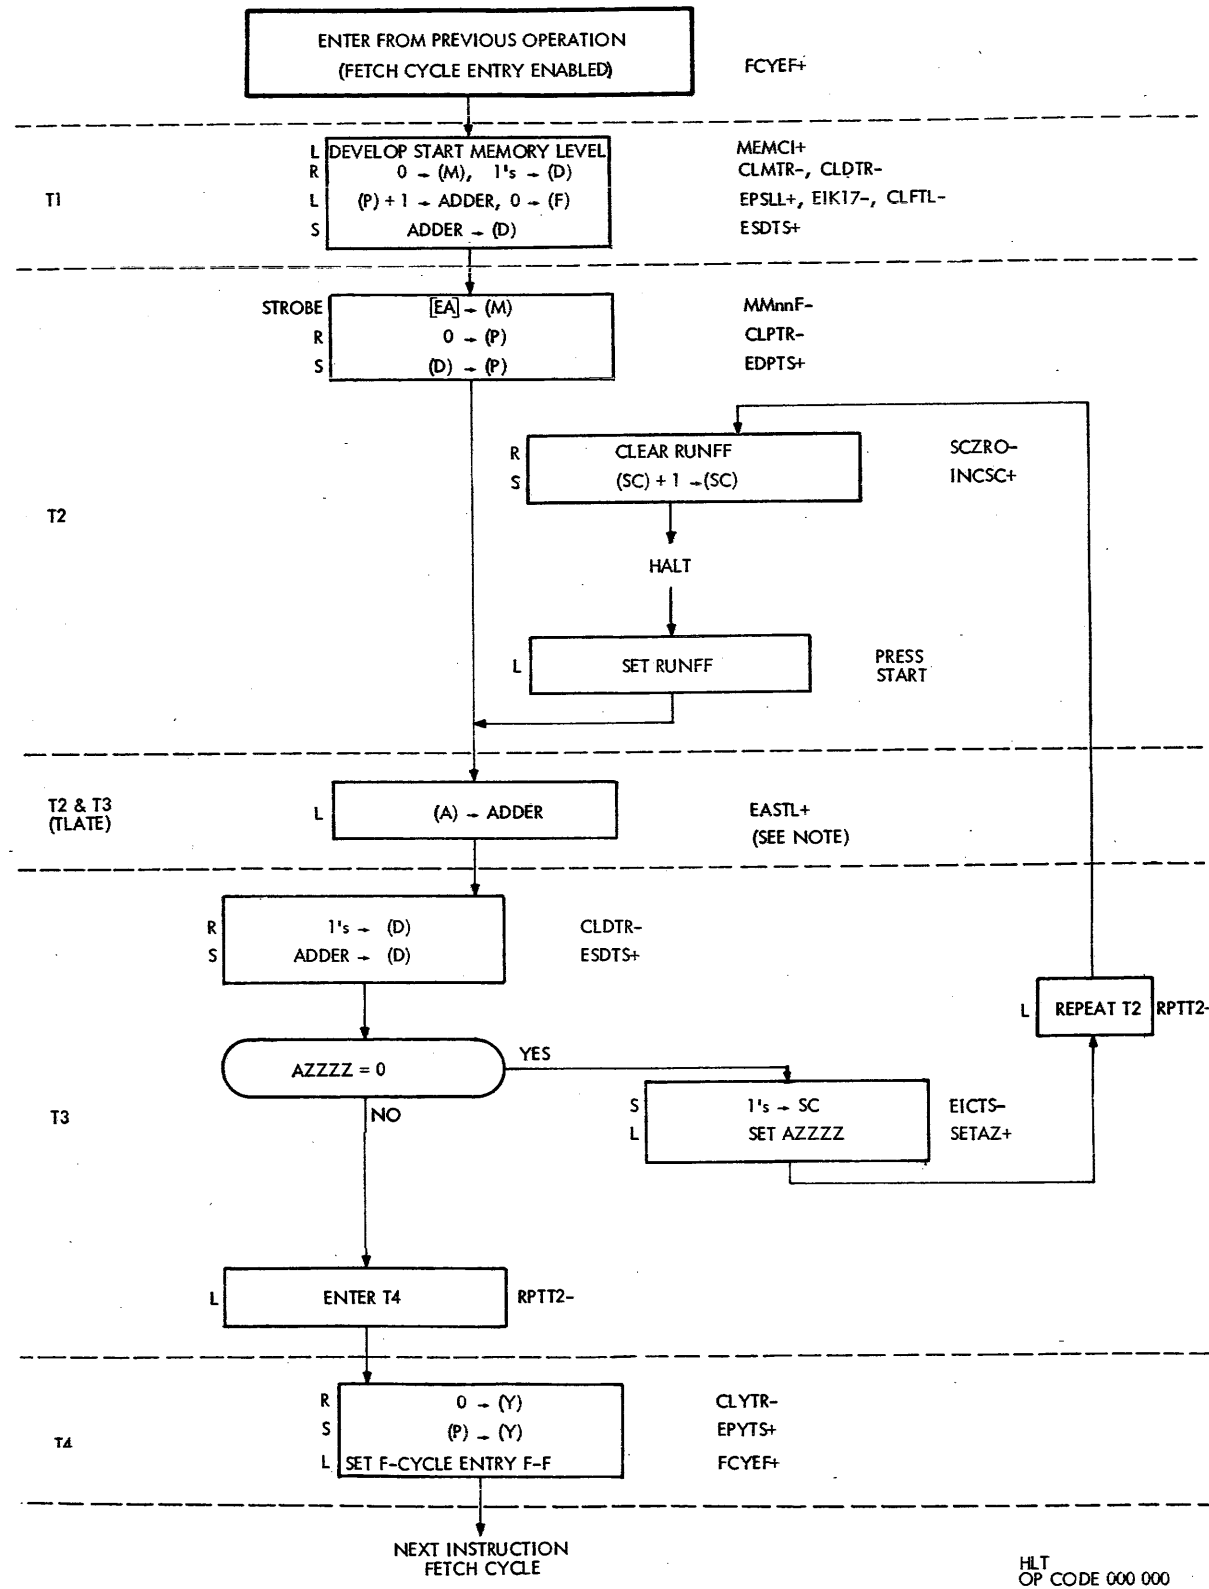 ENTER FROM PREVIOUS OPERATION
(FETCH CYCLE ENTRY ENABLED)
FCYEF+
T1
L DEVELOP START MEMORY LEVEL MEMCI+
R 0 → (M), 1's → (D) CLMTR-, CLDTR-
L (P) + 1 → ADDER, 0 → (F) EPSLL+, EIK17-, CLFTL-
S ADDER → (D) ESDTS+
STROBE [EA] → (M) MMnnF-
R 0 → (P) CLPTR-
S (D) → (P) EDPTS+
T2
R CLEAR RUNFF SCZRO-
S (SC) + 1 → (SC) INCSC+
HALT
L SET RUNFF PRESS
START
T2 & T3
(TLATE)
L (A) → ADDER EASTL+
(SEE NOTE)
T3
R 1's → (D) CLDTR-
S ADDER → (D) ESDTS+
L REPEAT T2 RPTT2-
AZZZZ = 0
YES
NO
S 1's → SC EICTS-
L SET AZZZZ SETAZ+
L ENTER T4 RPTT2-
T4
R 0 → (Y) CLYTR-
S (P) → (Y) EPYTS+
L SET F-CYCLE ENTRY F-F FCYEF+
NEXT INSTRUCTION
FETCH CYCLE
HLT
OP CODE 000 000